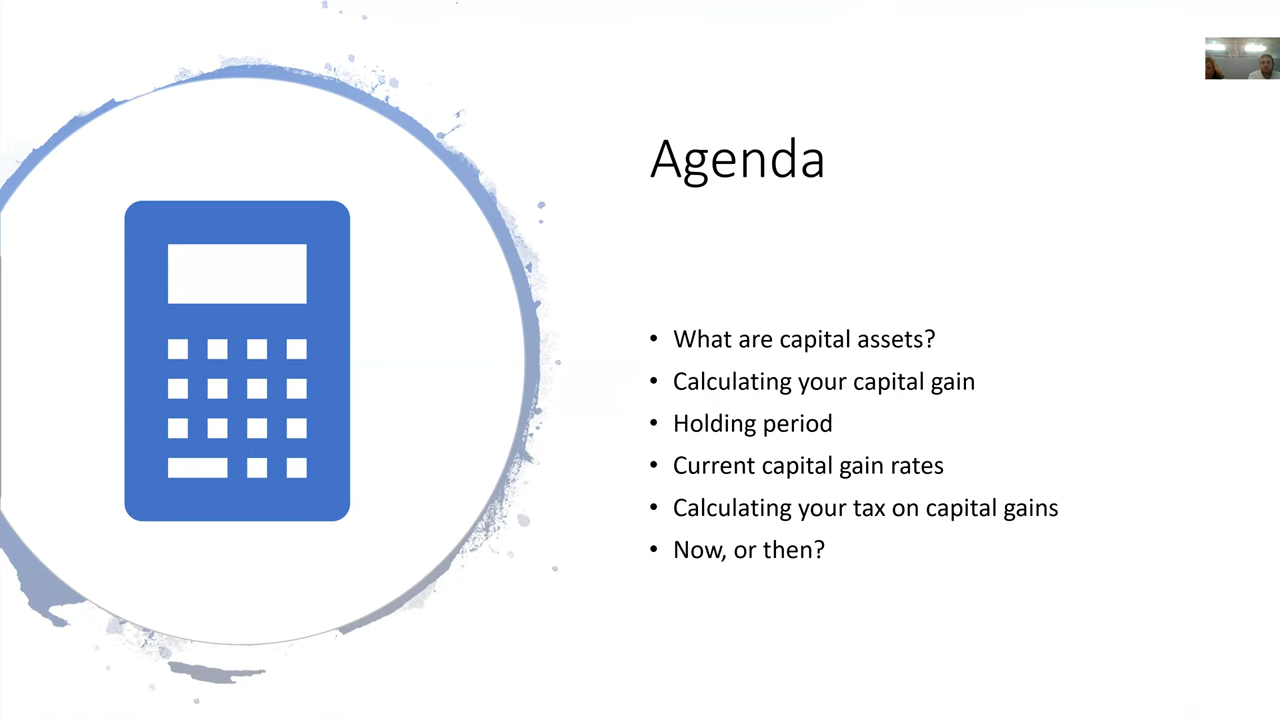 Agenda
• What are capital assets?
• Calculating your capital gain
• Holding period
• Current capital gain rates
• Calculating your tax on capital gains
• Now, or then?